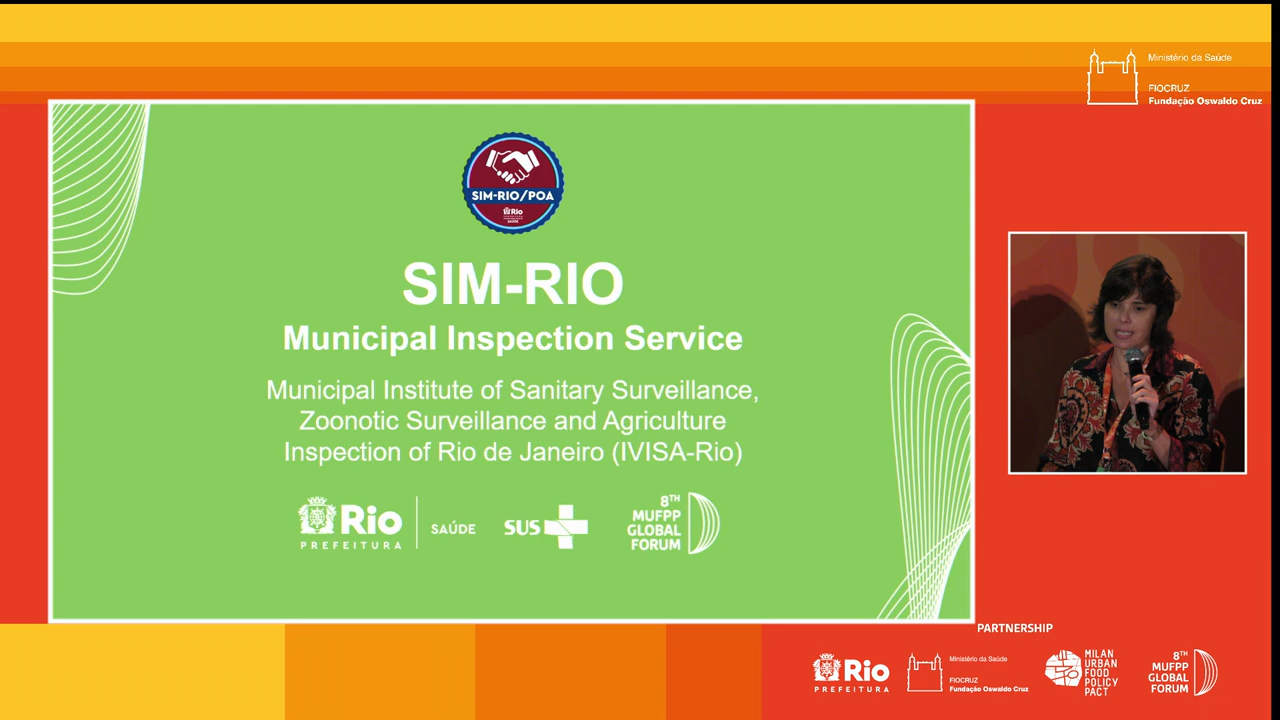 Ministério da Saúde
FIOCRUZ
Fundação Oswaldo Cruz
SIM-RIO/POA
Rio
PREFEITURA
SAÚDE
SIM-RIO
Municipal Inspection Service
Municipal Institute of Sanitary Surveillance,
Zoonotic Surveillance and Agriculture
Inspection of Rio de Janeiro (IVISA-Rio)
Rio
PREFEITURA
SAÚDE
SUS
8TH
MUFPP
GLOBAL
FORUM
PARTNERSHIP
Rio
PREFEITURA
Ministério da Saúde
FIOCRUZ
Fundação Oswaldo Cruz
MILAN
URBAN
FOOD
POLICY
PACT
8TH
MUFPP
GLOBAL
FORUM